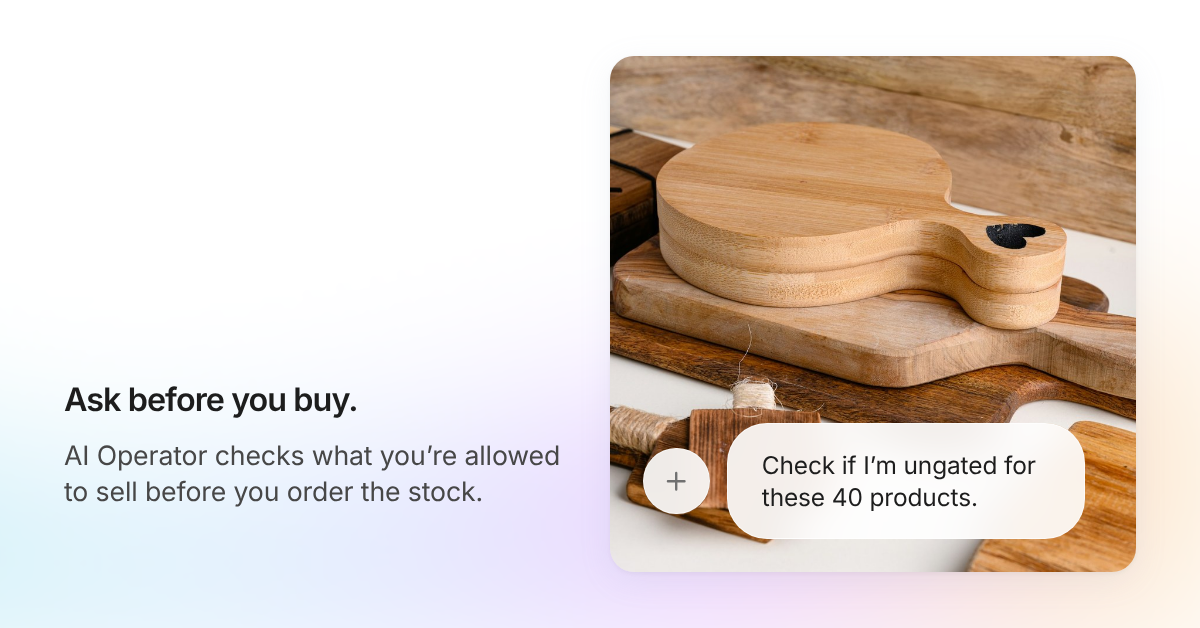 Ask before you buy.
AI Operator checks what you’re allowed
to sell before you order the stock.
Check if I’m ungated for
these 40 products.